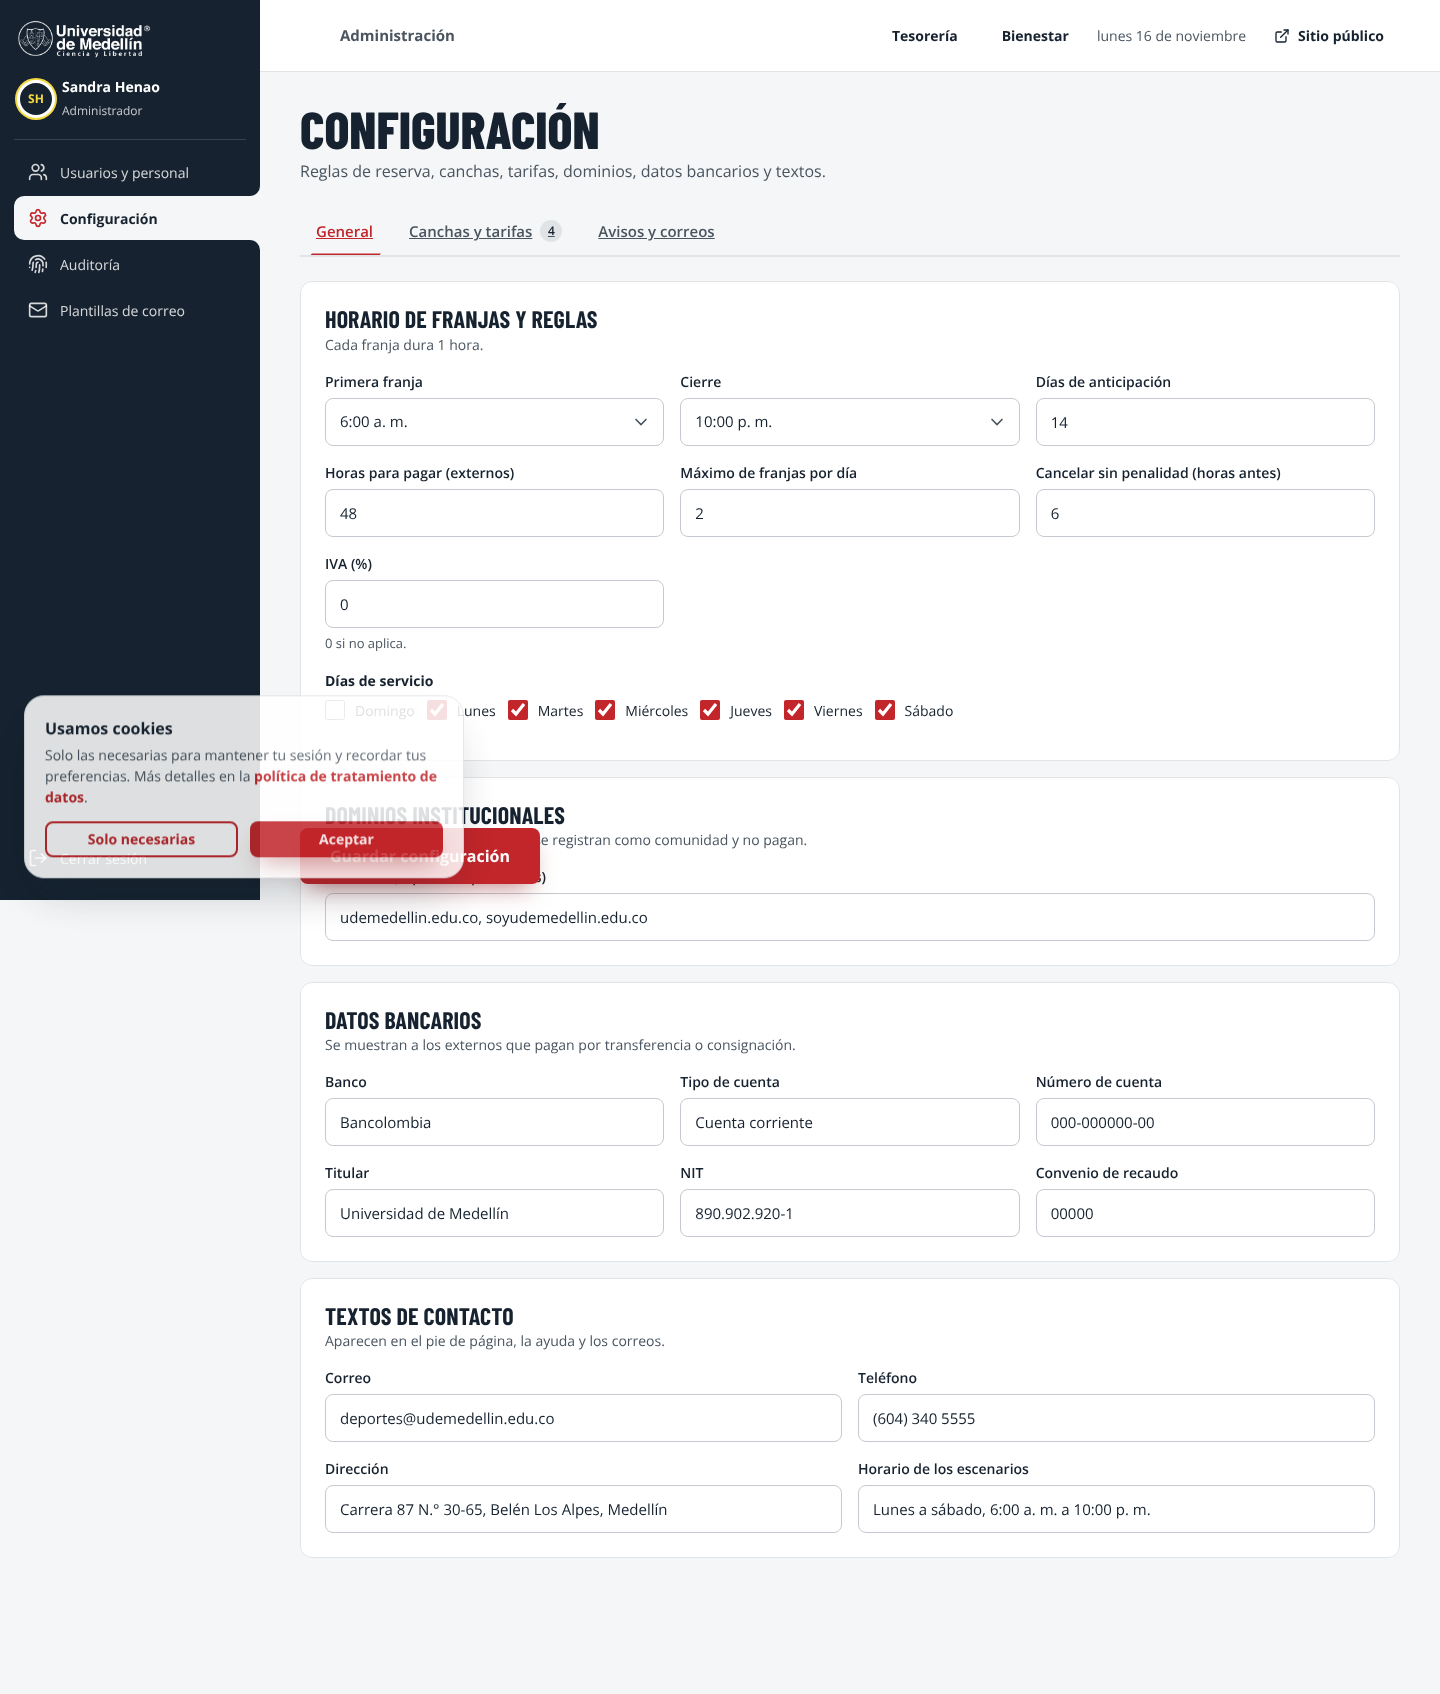 Universidad®
de Medellín
Ciencia y Libertad
SH
Sandra Henao
Administrador
Usuarios y personal
Configuración
Auditoría
Plantillas de correo
Cerrar sesión
Administración
Tesorería
Bienestar
lunes 16 de noviembre
Sitio público
CONFIGURACIÓN
Reglas de reserva, canchas, tarifas, dominios, datos bancarios y textos.
General
Canchas y tarifas 4
Avisos y correos
HORARIO DE FRANJAS Y REGLAS
Cada franja dura 1 hora.
Primera franja
6:00 a. m.
Cierre
10:00 p. m.
Días de anticipación
14
Horas para pagar (externos)
48
Máximo de franjas por día
2
Cancelar sin penalidad (horas antes)
6
IVA (%)
0
0 si no aplica.
Días de servicio
Domingo Lunes Martes Miércoles Jueves Viernes Sábado
Usamos cookies
Solo las necesarias para mantener tu sesión y recordar tus
preferencias. Más detalles en la política de tratamiento de
datos.
Solo necesarias
Aceptar
DOMINIOS INSTITUCIONALES
e registran como comunidad y no pagan.
Guardar configuración
s)
udemedellin.edu.co, soyudemedellin.edu.co
DATOS BANCARIOS
Se muestran a los externos que pagan por transferencia o consignación.
Banco
Bancolombia
Tipo de cuenta
Cuenta corriente
Número de cuenta
000-000000-00
Titular
Universidad de Medellín
NIT
890.902.920-1
Convenio de recaudo
00000
TEXTOS DE CONTACTO
Aparecen en el pie de página, la ayuda y los correos.
Correo
deportes@udemedellin.edu.co
Teléfono
(604) 340 5555
Dirección
Carrera 87 N.° 30-65, Belén Los Alpes, Medellín
Horario de los escenarios
Lunes a sábado, 6:00 a. m. a 10:00 p. m.